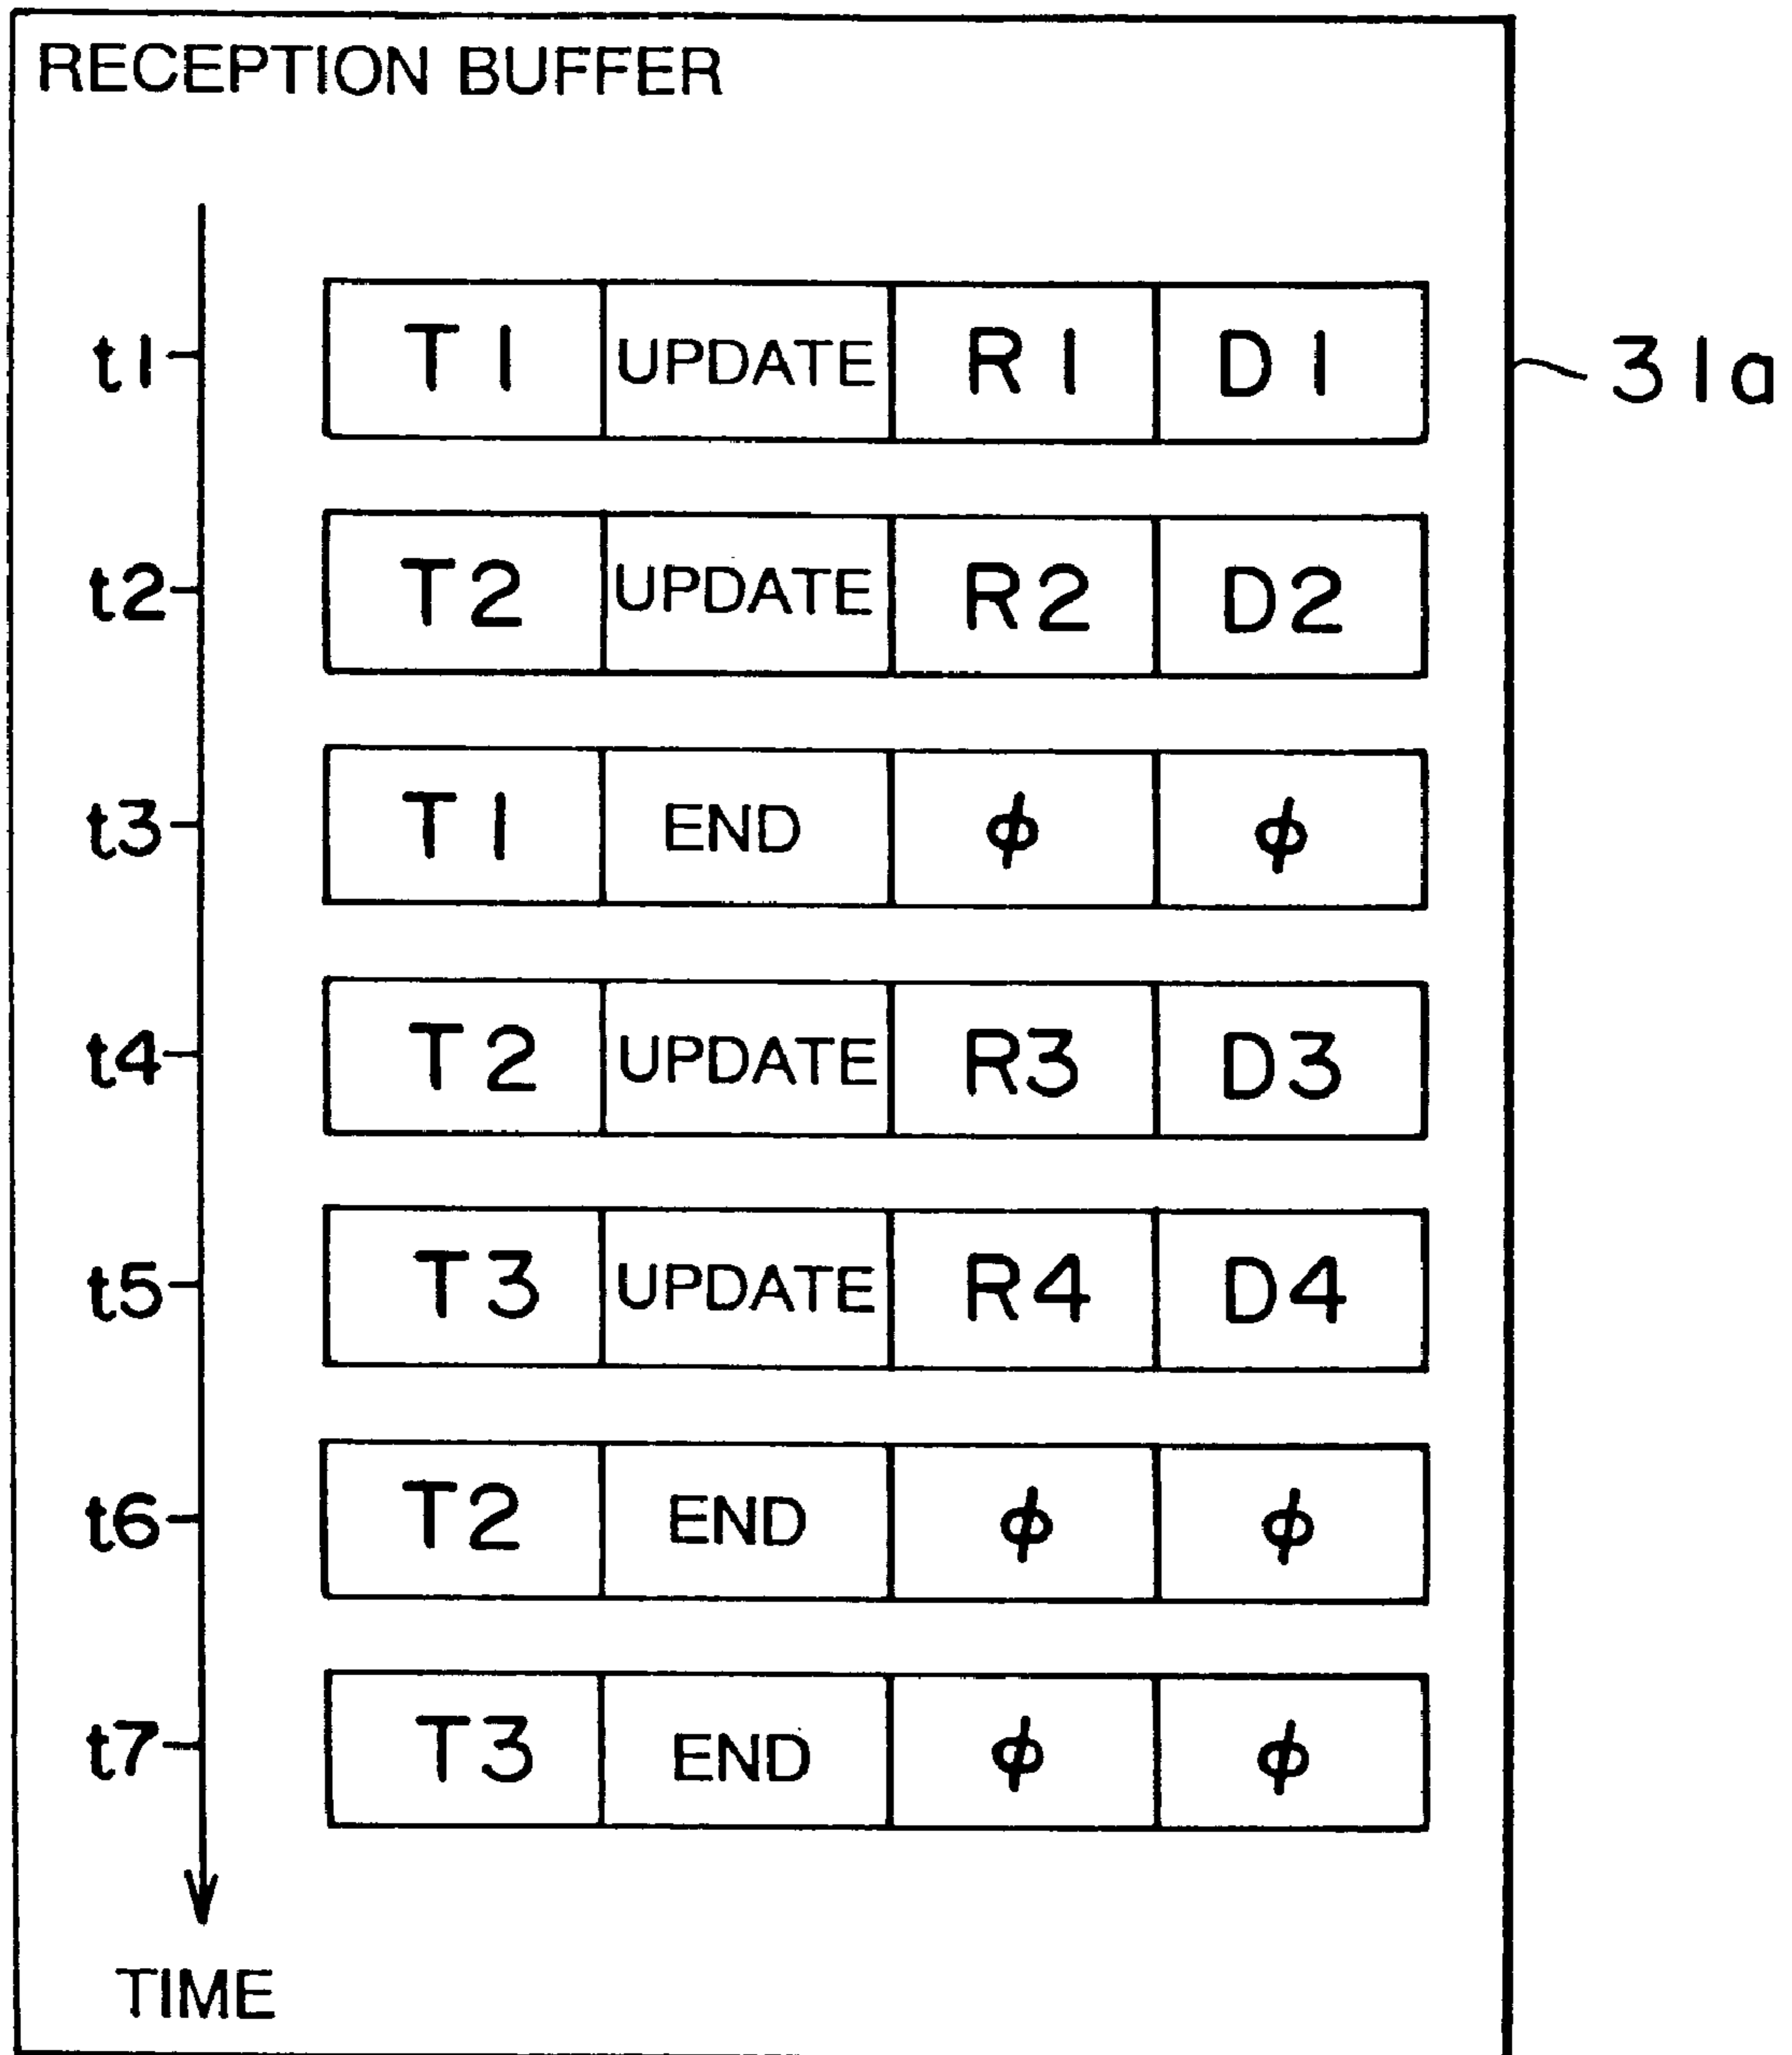 RECEPTION BUFFER
t1 T1 UPDATE R1 D1 31a
t2 T2 UPDATE R2 D2
t3 T1 END ϕ ϕ
t4 T2 UPDATE R3 D3
t5 T3 UPDATE R4 D4
t6 T2 END ϕ ϕ
t7 T3 END ϕ ϕ
TIME